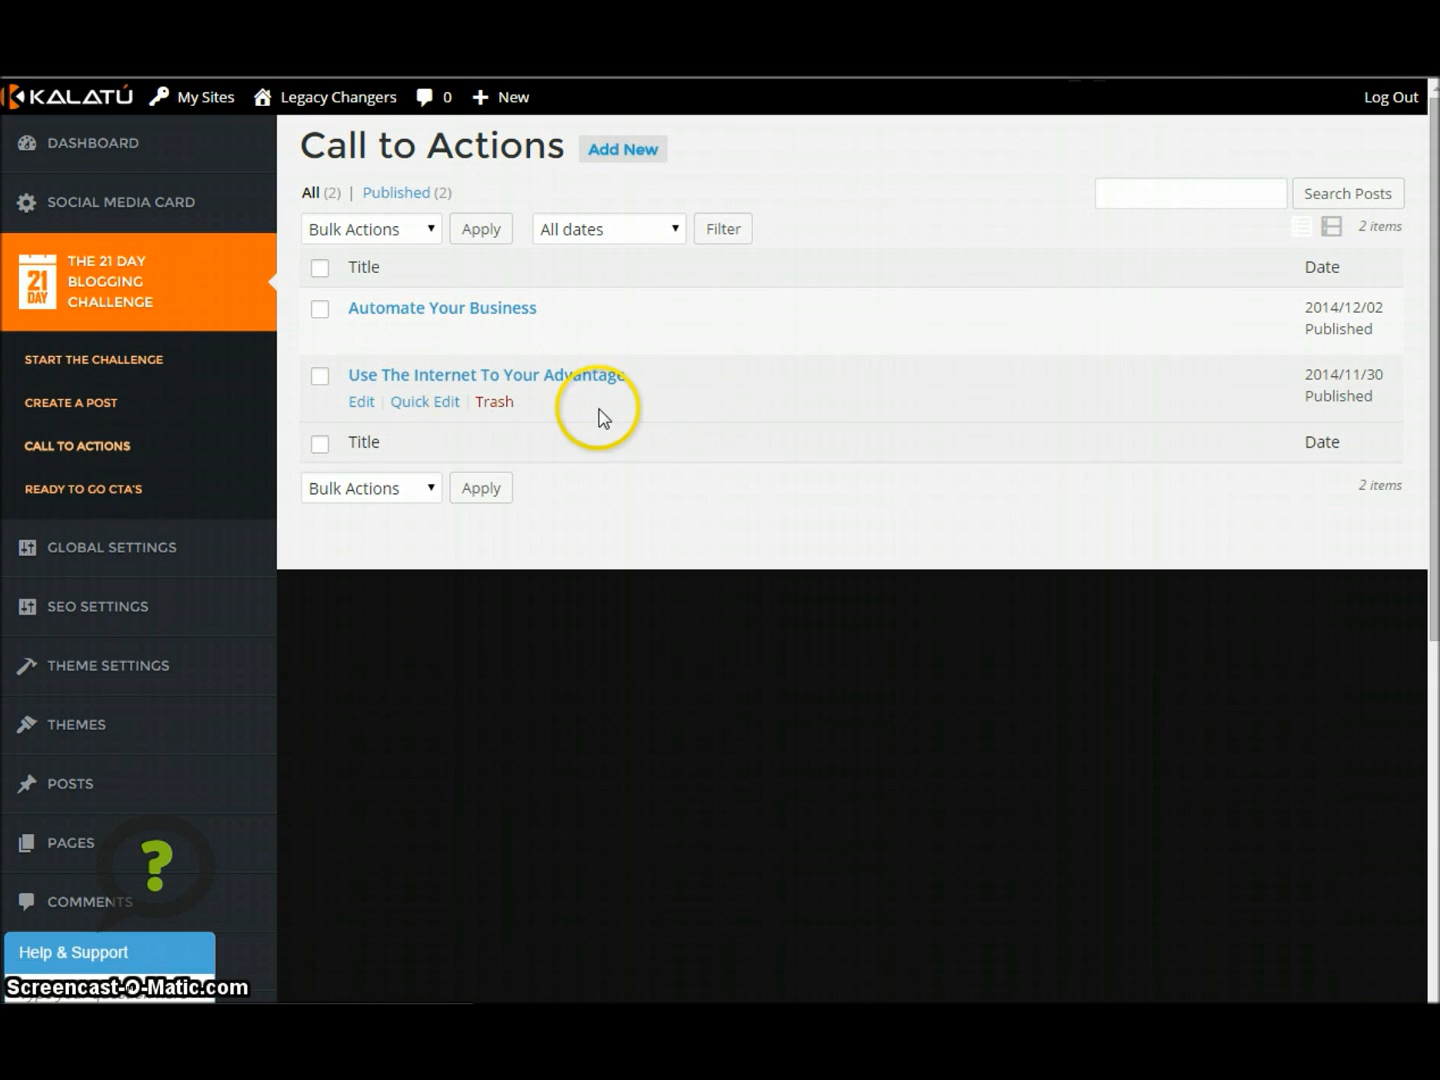 KALATÚ My Sites Legacy Changers 0 New Log Out
DASHBOARD
SOCIAL MEDIA CARD
21 DAY
THE 21 DAY
BLOGGING
CHALLENGE
START THE CHALLENGE
CREATE A POST
CALL TO ACTIONS
READY TO GO CTA'S
GLOBAL SETTINGS
SEO SETTINGS
THEME SETTINGS
THEMES
POSTS
PAGES
COMMENTS
?
Help & Support
Screencast-O-Matic.com
Call to Actions Add New
All (2) | Published (2)
Search Posts
Bulk Actions Apply All dates Filter
2 items
Title Date
Automate Your Business 2014/12/02
Published
Use The Internet To Your Advantage 2014/11/30
Edit | Quick Edit | Trash Published
Title Date
Bulk Actions Apply
2 items